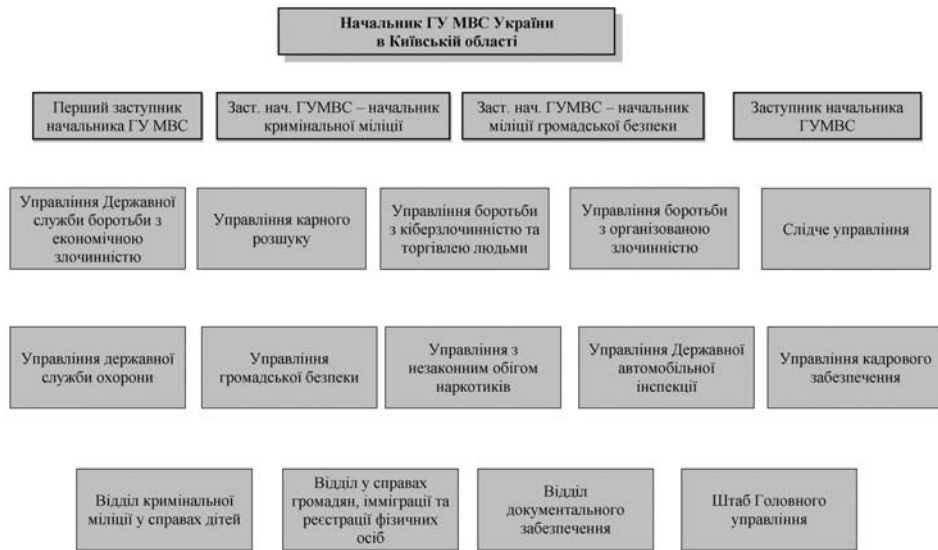 Начальник ГУ МВС України
в Київській області
Перший заступник
начальника ГУ МВС
Заст. нач. ГУМВС – начальник
кримінальної міліції
Заст. нач. ГУМВС – начальник
міліції громадської безпеки
Заступник начальника
ГУМВС
Управління Державної
служби боротьби з
економічною
злочинністю
Управління карного
розшуку
Управління боротьби
з кіберзлочинністю та
торгівлею людьми
Управління боротьби
з організованою
злочинністю
Слідче управління
Управління державної
служби охорони
Управління
громадської безпеки
Управління з
незаконним обігом
наркотиків
Управління Державної
автомобільної
інспекції
Управління кадрового
забезпечення
Відділ кримінальної
міліції у справах дітей
Відділ у справах
громадян, імміграції та
реєстрації фізичних
осіб
Відділ
документального
забезпечення
Штаб Головного
управління